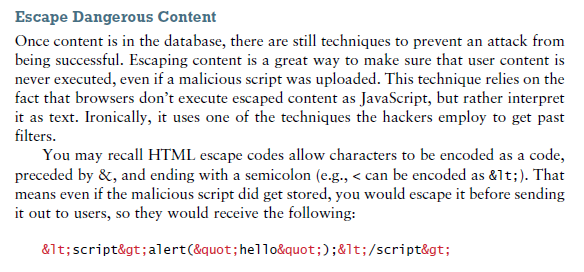 Escape Dangerous Content
Once content is in the database, there are still techniques to prevent an attack from
being successful. Escaping content is a great way to make sure that user content is
never executed, even if a malicious script was uploaded. This technique relies on the
fact that browsers don’t execute escaped content as JavaScript, but rather interpret
it as text. Ironically, it uses one of the techniques the hackers employ to get past
filters.
You may recall HTML escape codes allow characters to be encoded as a code,
preceded by &, and ending with a semicolon (e.g., < can be encoded as &lt;). That
means even if the malicious script did get stored, you would escape it before sending
it out to users, so they would receive the following:
&lt;script&gt;alert(&quot;hello&quot;);&lt;/script&gt;